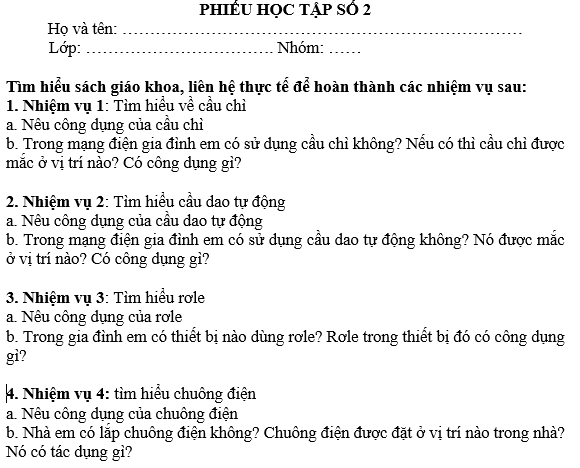 PHIẾU HỌC TẬP SỐ 2
Họ và tên: ....................................................................................
Lớp: ....................................... Nhóm: ......
Tìm hiểu sách giáo khoa, liên hệ thực tế để hoàn thành các nhiệm vụ sau:
1. Nhiệm vụ 1: Tìm hiểu về cầu chì
a. Nêu công dụng của cầu chì
b. Trong mạng điện gia đình em có sử dụng cầu chì không? Nếu có thì cầu chì được
mắc ở vị trí nào? Có công dụng gì?
2. Nhiệm vụ 2: Tìm hiểu cầu dao tự động
a. Nêu công dụng của cầu dao tự động
b. Trong mạng điện gia đình em có sử dụng cầu dao tự động không? Nó được mắc
ở vị trí nào? Có công dụng gì?
3. Nhiệm vụ 3: Tìm hiểu rơle
a. Nêu công dụng của rơle
b. Trong gia đình em có thiết bị nào dùng rơle? Rơle trong thiết bị đó có công dụng
gì?
4. Nhiệm vụ 4: tìm hiểu chuông điện
a. Nêu công dụng của chuông điện
b. Nhà em có lắp chuông điện không? Chuông điện được đặt ở vị trí nào trong nhà?
Nó có tác dụng gì?